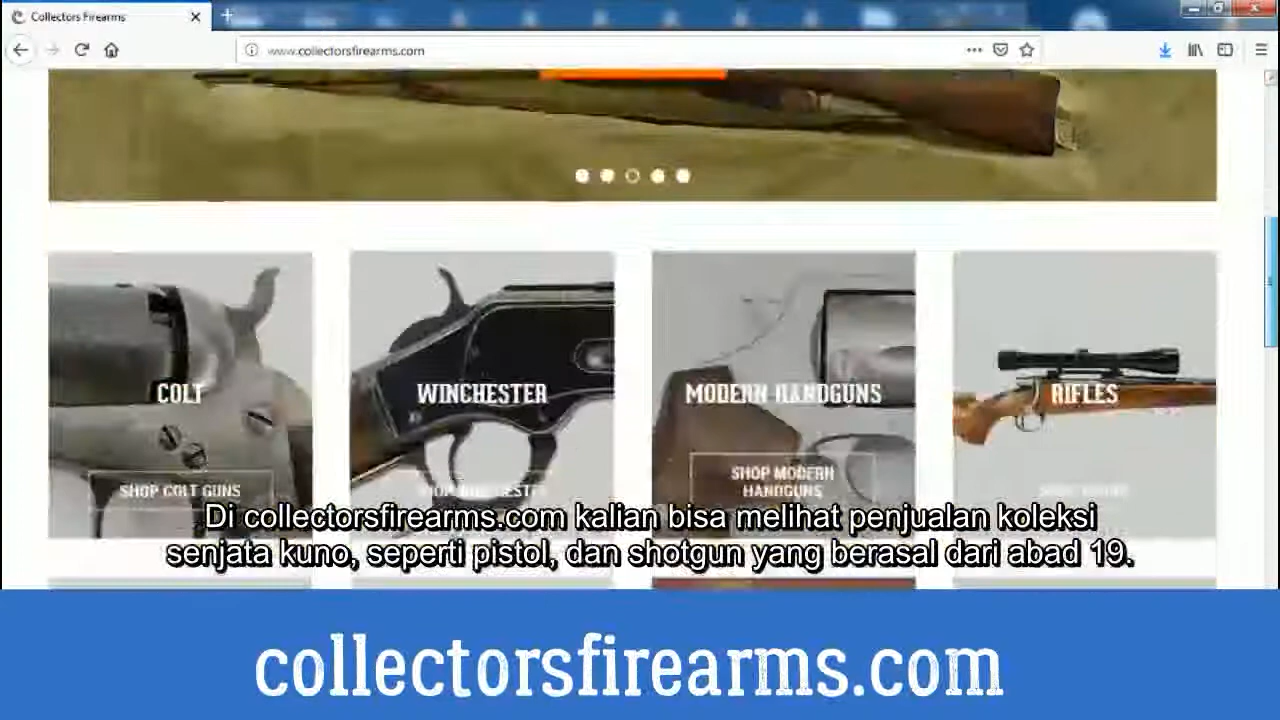 Collectors Firearms
www.collectorsfirearms.com
COLT
WINCHESTER
MODERN HANDGUNS
RIFLES
SHOP COLT GUNS
SHOP MODERN
HANDGUNS
Di collectorsfirearms.com kalian bisa melihat penjualan koleksi
senjata kuno, seperti pistol, dan shotgun yang berasal dari abad 19.
collectorsfirearms.com